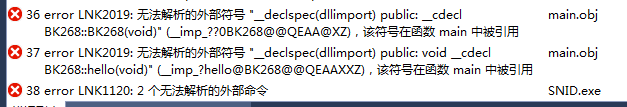 36 error LNK2019: 无法解析的外部符号 "__declspec(dllimport) public: __cdecl main.obj
BK268::BK268(void)" (__imp_??0BK268@@QEAA@XZ)，该符号在函数 main 中被引用
37 error LNK2019: 无法解析的外部符号 "__declspec(dllimport) public: void __cdecl main.obj
BK268::hello(void)" (__imp_?hello@BK268@@QEAAXXZ)，该符号在函数 main 中被引用
38 error LNK1120: 2 个无法解析的外部命令 SNID.exe